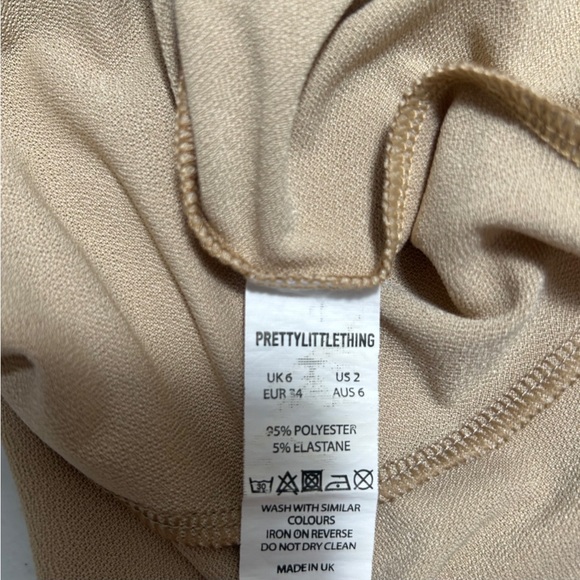 PRETTYLITTLETHING
UK 6 US 2
EUR 34 AUS 6
95% POLYESTER
5% ELASTANE
30
WASH WITH SIMILAR
COLOURS
IRON ON REVERSE
DO NOT DRY CLEAN
MADE IN UK